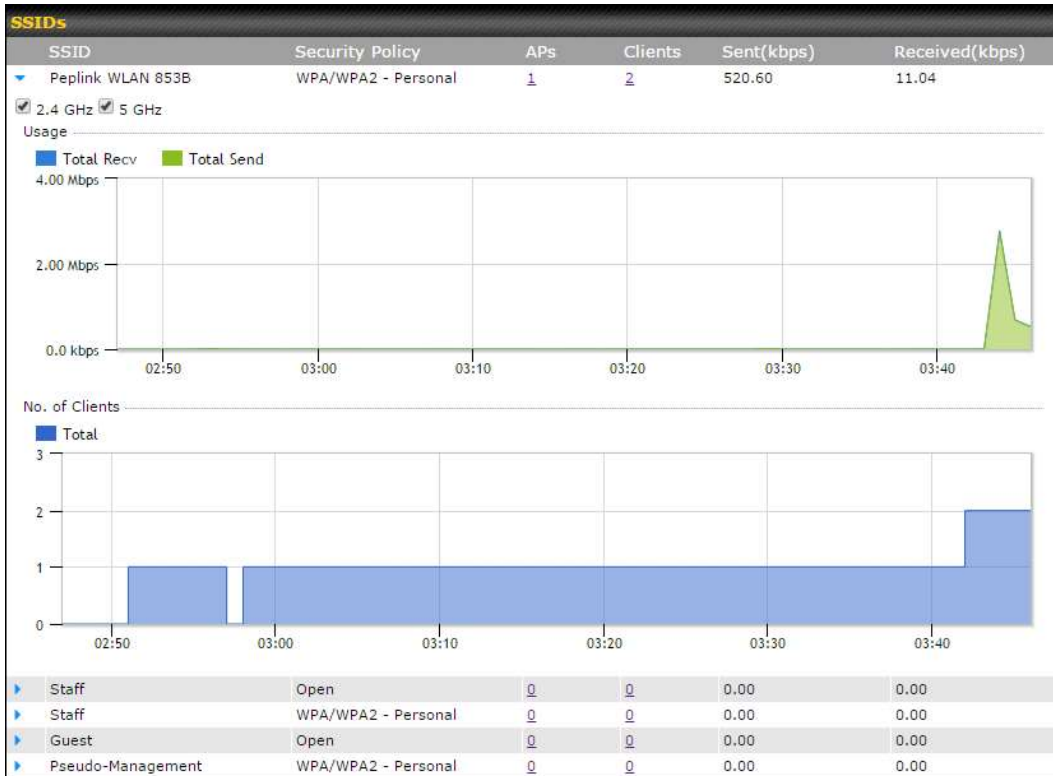 SSIDs
SSID Security Policy APs Clients Sent(kbps) Received(kbps)
Peplink WLAN 853B WPA/WPA2 - Personal 1 2 520.60 11.04
2.4 GHz 5 GHz
Usage
Total Recv Total Send
4.00 Mbps
2.00 Mbps
0.0 kbps
02:50 03:00 03:10 03:20 03:30 03:40
No. of Clients
Total
3
2
1
0
02:50 03:00 03:10 03:20 03:30 03:40
Staff Open 0 0 0.00 0.00
Staff WPA/WPA2 - Personal 0 0 0.00 0.00
Guest Open 0 0 0.00 0.00
Pseudo-Management WPA/WPA2 - Personal 0 0 0.00 0.00